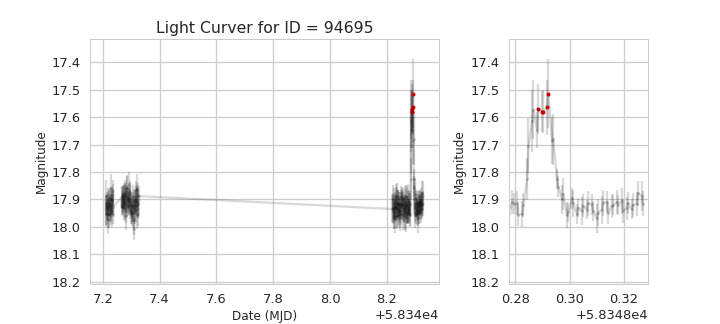 Light Curver for ID = 94695
Magnitude
17.4
17.5
17.6
17.7
17.8
17.9
18.0
18.1
18.2
7.2 7.4 7.6 7.8 8.0 8.2
Date (MJD)
+5.834e4
Magnitude
17.4
17.5
17.6
17.7
17.8
17.9
18.0
18.1
18.2
0.28 0.30 0.32
+5.8348e4